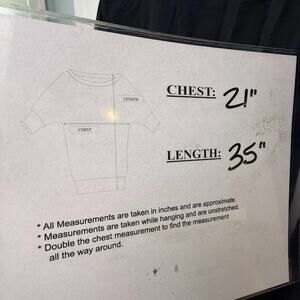 LENGTH
CHEST
CHEST: 21"
LENGTH: 35"
* All Measurements are taken in inches and are approximate.
* Measurements are taken while hanging and are unstretched.
* Double the chest measurement to find the measurement
all the way around.